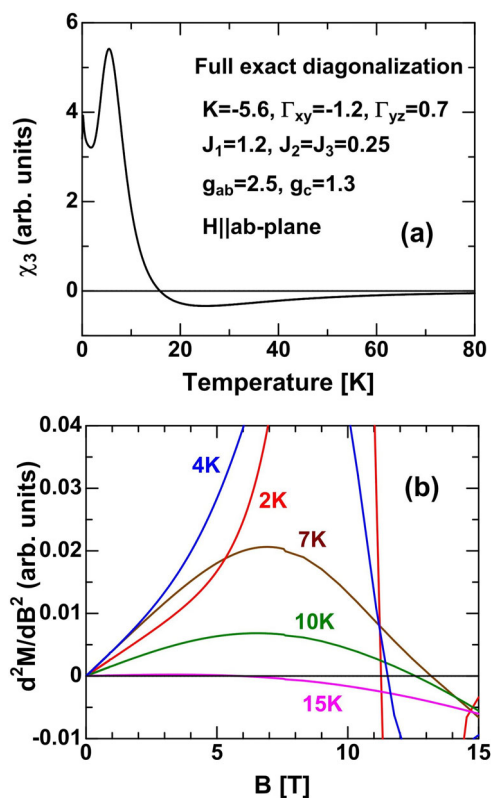 6
4
2
0
χ₃ (arb. units)
Full exact diagonalization
K=-5.6, Γxy=-1.2, Γyz=0.7
J₁=1.2, J₂=J₃=0.25
gab=2.5, gc=1.3
H||ab-plane
(a)
0 20 40 60 80
Temperature [K]
0.04
0.03
0.02
0.01
0
-0.01
d²M/dB² (arb. units)
4K
2K
(b)
7K
10K
15K
0 5 10 15
B [T]